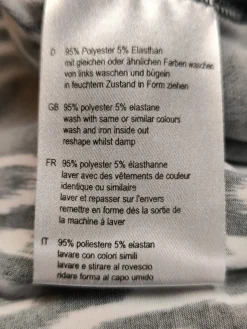 D 95% Polyester 5% Elasthan
mit gleichen oder ähnlichen Farben waschen
von links waschen und bügeln
in feuchtem Zustand in Form ziehen
GB 95% polyester 5% elastane
wash with same or similar colours
wash and iron inside out
reshape whilst damp
FR 95% polyester 5% élasthanne
laver avec des vêtements de couleur
identique ou similaire
laver et repasser sur l'envers
remettre en forme dès la sortie de
la machine à laver
IT 95% poliestere 5% elastan
lavare con colori simili
lavare e stirare al rovescio
ridare forma al capo umido